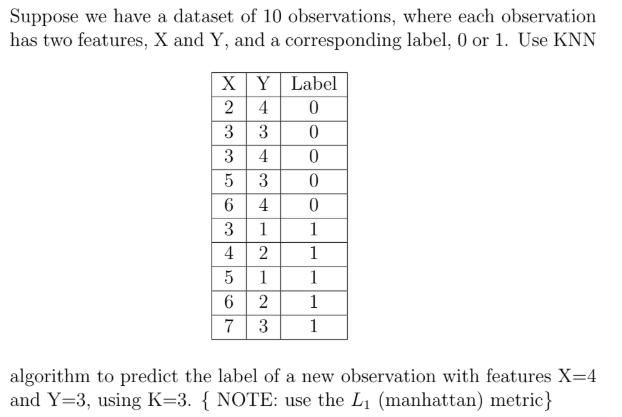 Suppose we have a dataset of 10 observations, where each observation
has two features, X and Y, and a corresponding label, 0 or 1. Use KNN
X Y Label
2 4 0
3 3 0
3 4 0
5 3 0
6 4 0
3 1 1
4 2 1
5 1 1
6 2 1
7 3 1
algorithm to predict the label of a new observation with features X=4
and Y=3, using K=3. { NOTE: use the L₁ (manhattan) metric}